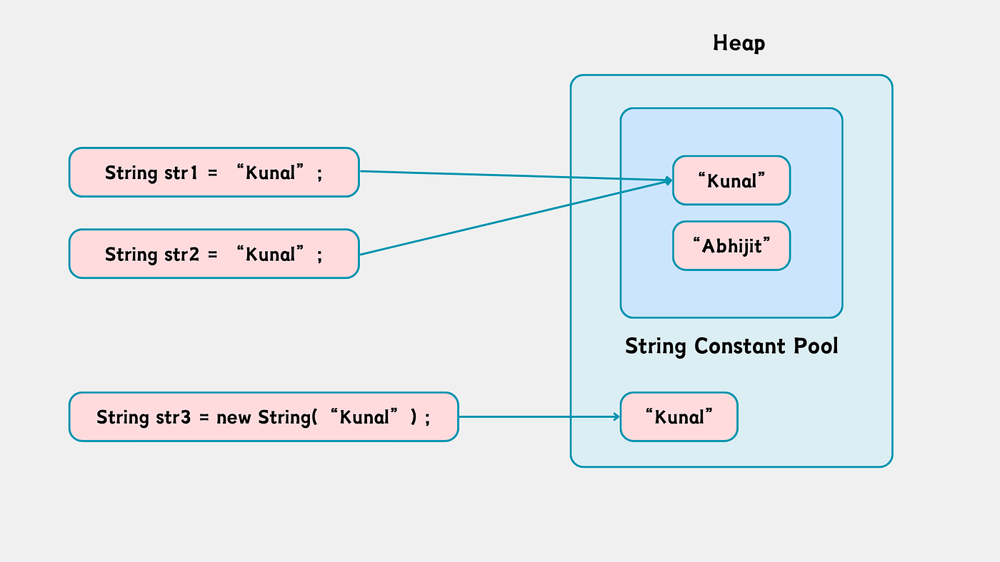 Heap
String str1 = “Kunal” ;
“Kunal”
String str2 = “Kunal” ;
“Abhijit”
String Constant Pool
String str3 = new String( “Kunal” ) ;
“Kunal”